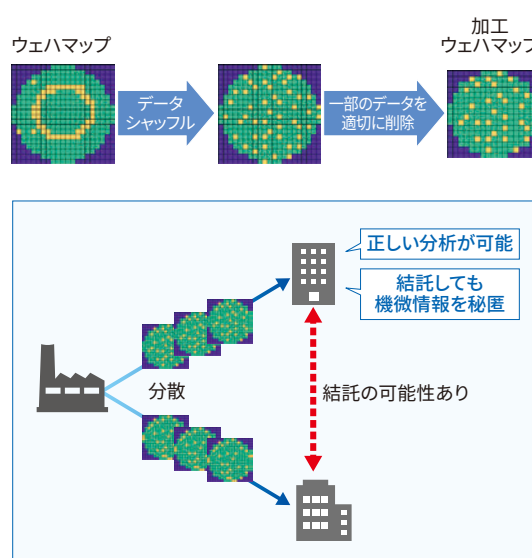 ウェハマップ
加工
ウェハマップ
データ
シャッフル
一部のデータを
適切に削除
正しい分析が可能
結託しても
機微情報を秘匿
分散
結託の可能性あり